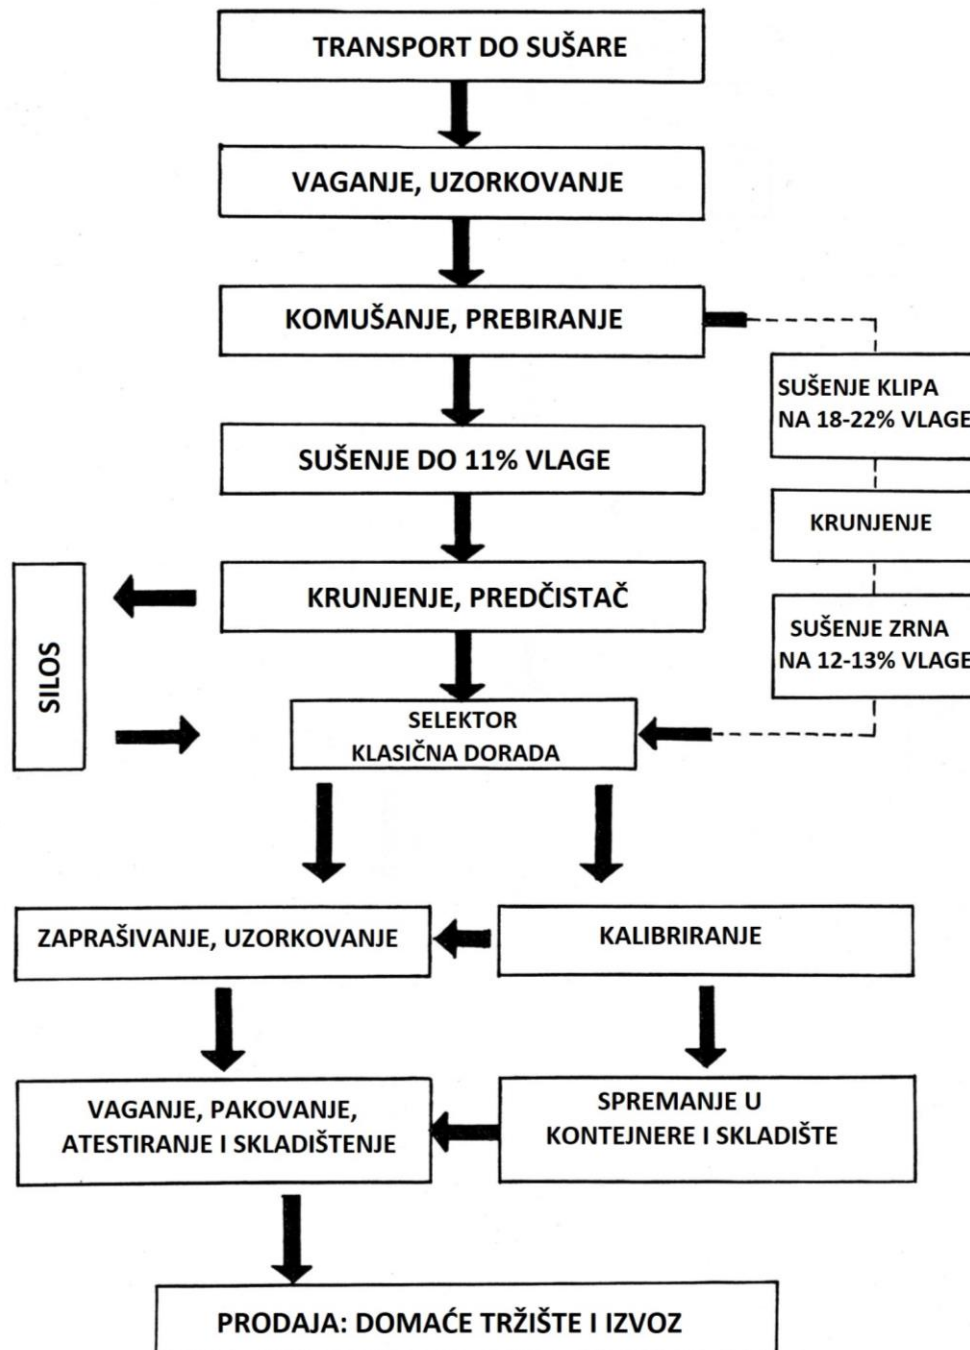 TRANSPORT DO SUŠARE
VAGANJE, UZORKOVANJE
KOMUŠANJE, PREBIRANJE
SUŠENJE KLIPA
NA 18-22% VLAGE
SUŠENJE DO 11% VLAGE
KRUNJENJE
KRUNJENJE, PREDČISTAČ
SUŠENJE ZRNA
NA 12-13% VLAGE
SILOS
SELEKTOR
KLASIČNA DORADA
ZAPRAŠIVANJE, UZORKOVANJE
KALIBRIRANJE
VAGANJE, PAKOVANJE,
ATESTIRANJE I SKLADIŠTENJE
SPREMANJE U
KONTEJNERE I SKLADIŠTE
PRODAJA: DOMAĆE TRŽIŠTE I IZVOZ